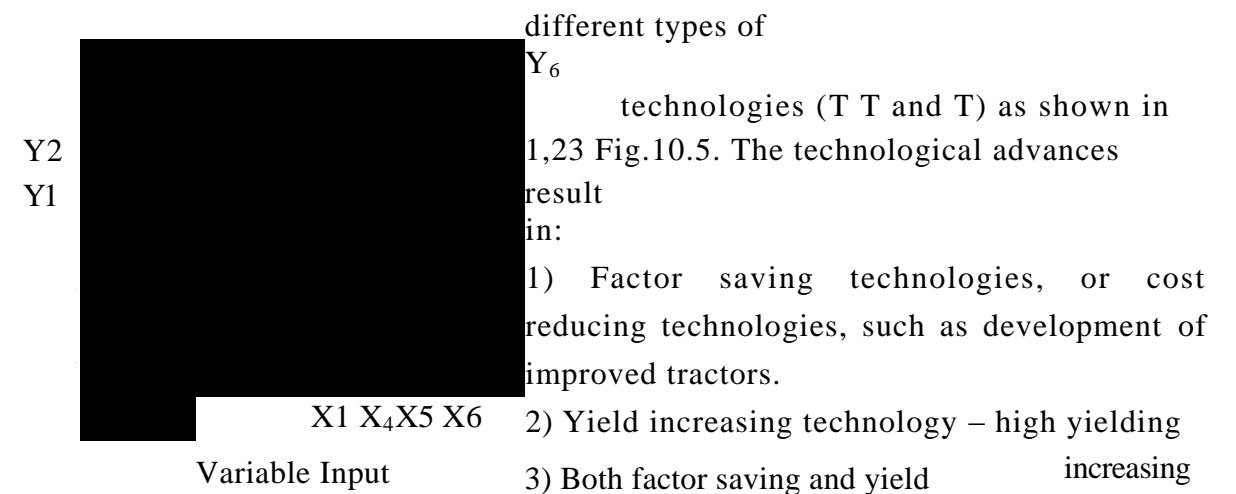 different types of
Y₆
technologies (T T and T) as shown in
Y2
1,23 Fig.10.5. The technological advances
Y1
result
in:
1) Factor saving technologies, or cost
reducing technologies, such as development of
improved tractors.
X1 X₄X5 X6
2) Yield increasing technology – high yielding
Variable Input
3) Both factor saving and yield increasing